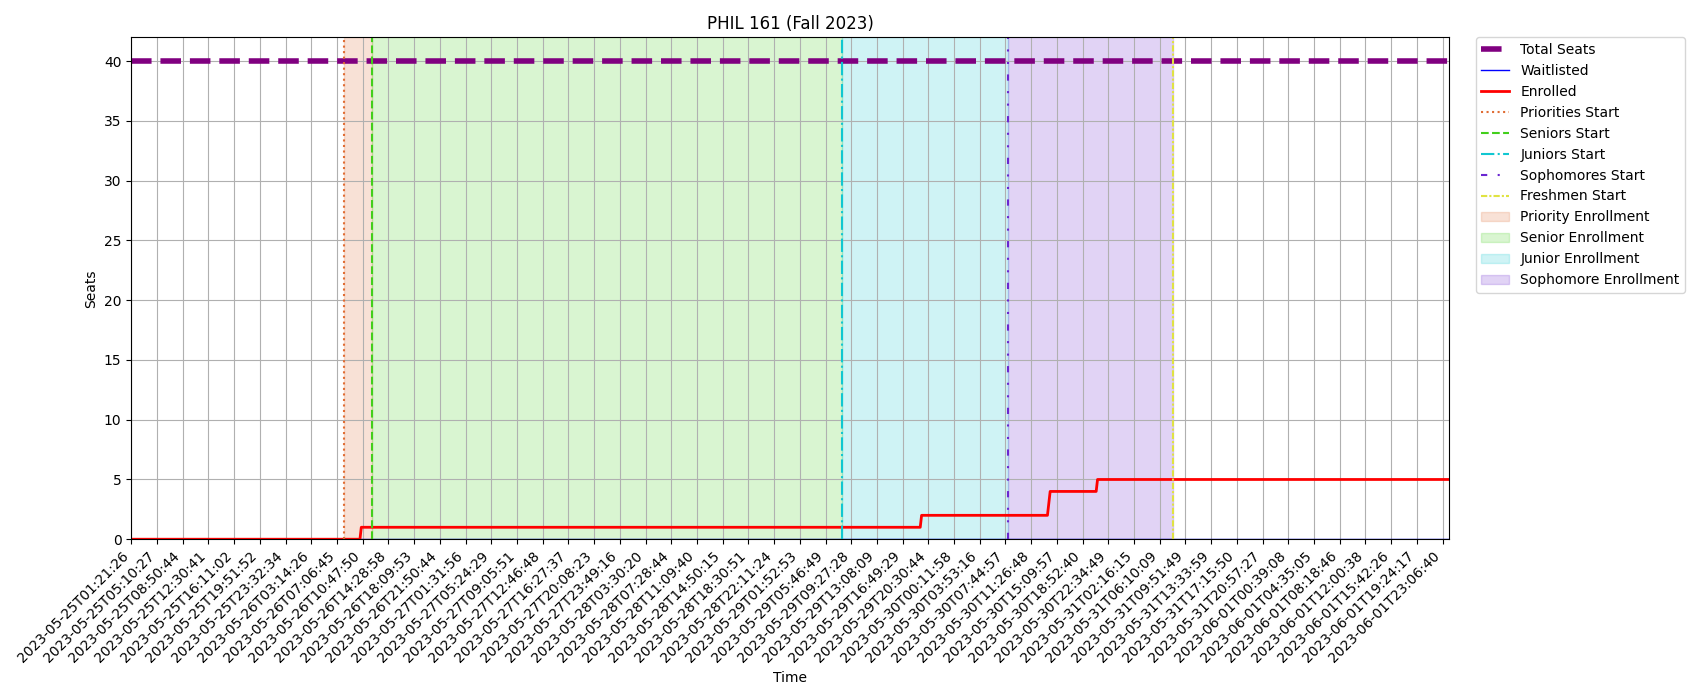 PHIL 161 (Fall 2023)
Seats
40
35
30
25
20
15
10
5
0
2023-05-25T01:21:26
2023-05-25T05:10:27
2023-05-25T08:50:44
2023-05-25T12:30:41
2023-05-25T16:11:02
2023-05-25T19:51:52
2023-05-25T23:32:34
2023-05-26T03:14:26
2023-05-26T07:06:45
2023-05-26T10:47:50
2023-05-26T14:28:58
2023-05-26T18:09:53
2023-05-26T21:50:44
2023-05-27T01:31:56
2023-05-27T05:24:29
2023-05-27T09:05:51
2023-05-27T12:46:48
2023-05-27T16:27:37
2023-05-27T20:08:23
2023-05-27T23:49:16
2023-05-28T03:30:20
2023-05-28T07:28:44
2023-05-28T11:09:40
2023-05-28T14:50:15
2023-05-28T18:30:51
2023-05-28T22:11:24
2023-05-29T01:52:53
2023-05-29T05:46:49
2023-05-29T09:27:28
2023-05-29T13:08:09
2023-05-29T16:49:29
2023-05-29T20:30:44
2023-05-30T00:11:58
2023-05-30T03:53:16
2023-05-30T07:44:57
2023-05-30T11:26:48
2023-05-30T15:09:57
2023-05-30T18:52:40
2023-05-30T22:34:49
2023-05-31T02:16:15
2023-05-31T06:10:09
2023-05-31T09:51:49
2023-05-31T13:33:59
2023-05-31T17:15:50
2023-05-31T20:57:27
2023-06-01T00:39:08
2023-06-01T04:35:05
2023-06-01T08:18:46
2023-06-01T12:00:38
2023-06-01T15:42:26
2023-06-01T19:24:17
2023-06-01T23:06:40
Time
Total Seats
Waitlisted
Enrolled
Priorities Start
Seniors Start
Juniors Start
Sophomores Start
Freshmen Start
Priority Enrollment
Senior Enrollment
Junior Enrollment
Sophomore Enrollment